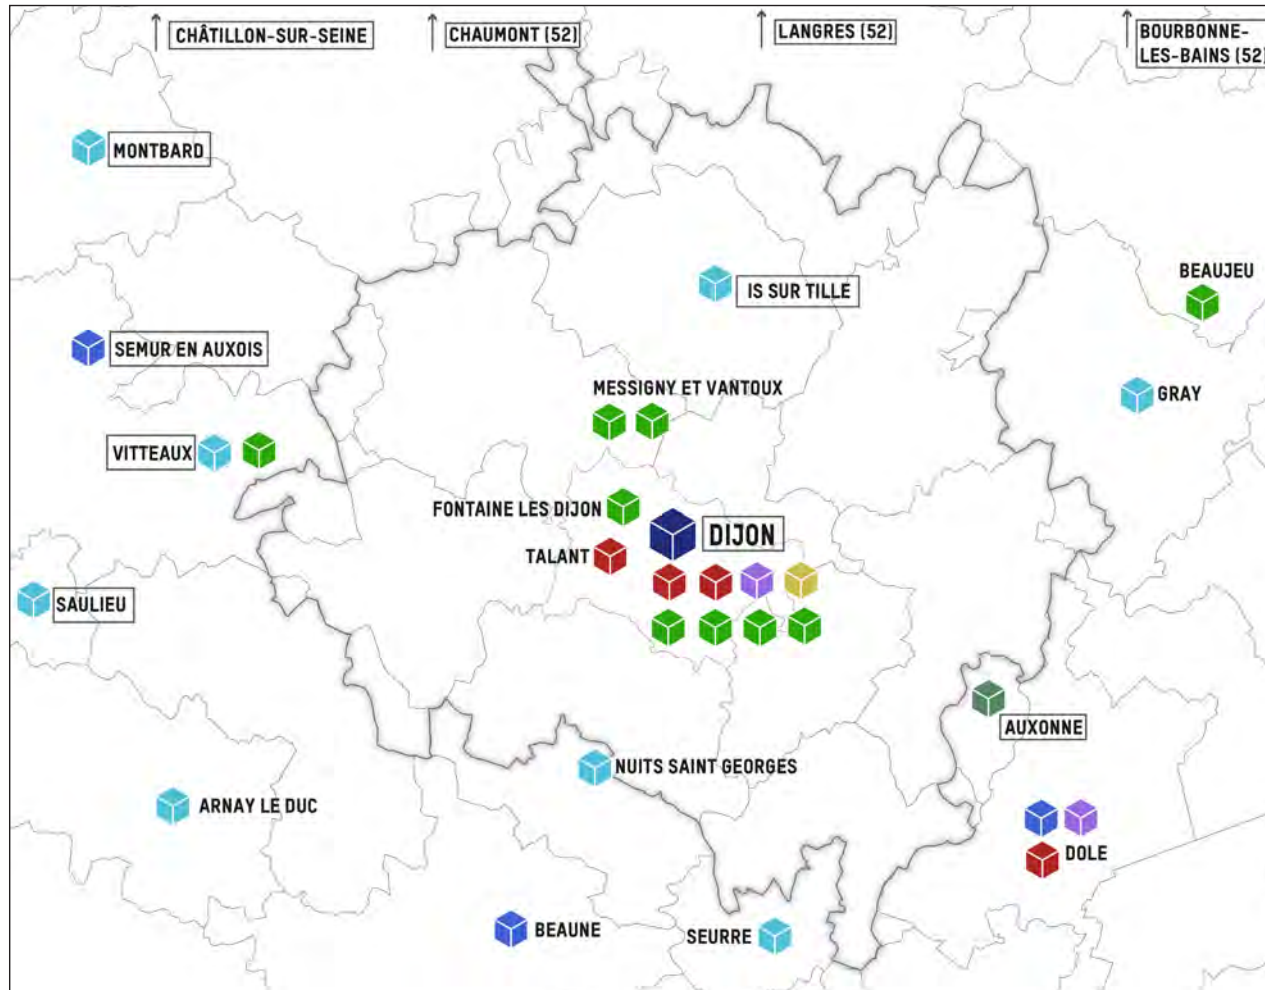 CHÂTILLON-SUR-SEINE
CHAUMONT (52)
LANGRES (52)
BOURBONNE-
LES-BAINS (52)
MONTBARD
IS SUR TILLE
BEAUJEU
SEMUR EN AUXOIS
MESSIGNY ET VANTOUX
GRAY
VITTEAUX
FONTAINE LES DIJON
DIJON
TALANT
SAULIEU
AUXONNE
NUITS SAINT GEORGES
ARNAY LE DUC
DOLE
BEAUNE
SEURRE